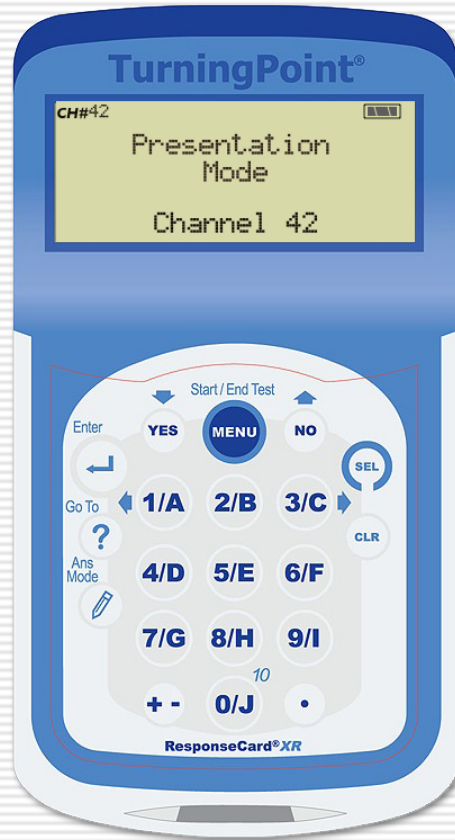 TurningPoint®
CH#42
Presentation
Mode
Channel 42
Start / End Test
Enter
YES
MENU
NO
SEL
Go To
1/A
2/B
3/C
?
CLR
Ans
Mode
4/D
5/E
6/F
7/G
8/H
9/I
10
+ -
0/J
•
ResponseCard®XR